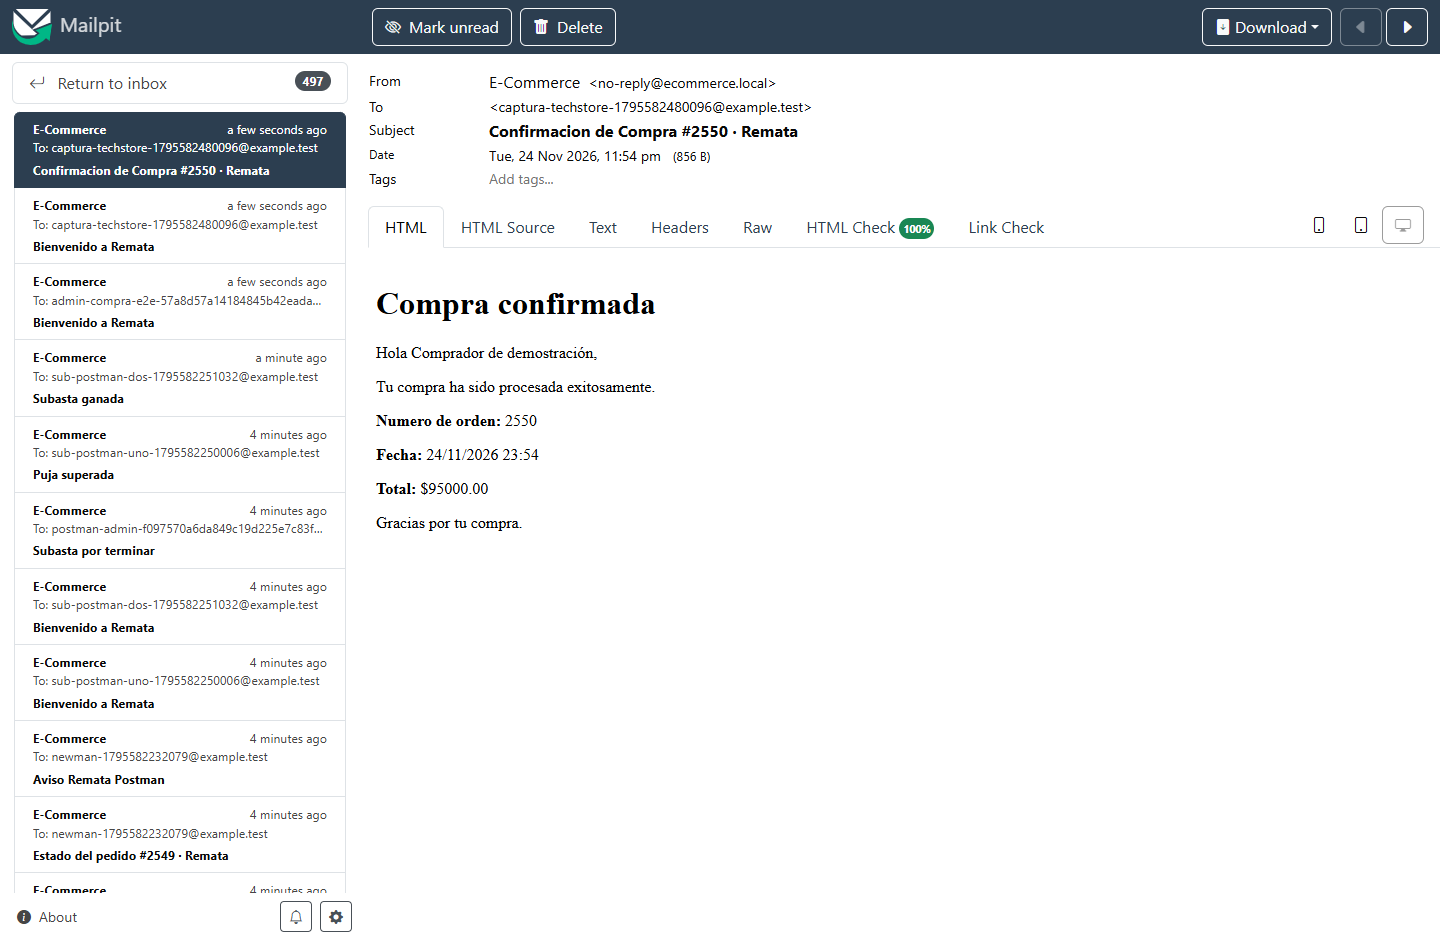 Mailpit
Mark unread
Delete
Download
Return to inbox
497
E-Commerce a few seconds ago
To: captura-techstore-1795582480096@example.test
Confirmacion de Compra #2550 · Remata
E-Commerce a few seconds ago
To: captura-techstore-1795582480096@example.test
Bienvenido a Remata
E-Commerce a few seconds ago
To: admin-compra-e2e-57a8d57a14184845b42eada...
Bienvenido a Remata
E-Commerce a minute ago
To: sub-postman-dos-1795582251032@example.test
Subasta ganada
E-Commerce 4 minutes ago
To: sub-postman-uno-1795582250006@example.test
Puja superada
E-Commerce 4 minutes ago
To: postman-admin-f097570a6da849c19d225e7c83f...
Subasta por terminar
E-Commerce 4 minutes ago
To: sub-postman-dos-1795582251032@example.test
Bienvenido a Remata
E-Commerce 4 minutes ago
To: sub-postman-uno-1795582250006@example.test
Bienvenido a Remata
E-Commerce 4 minutes ago
To: newman-1795582232079@example.test
Aviso Remata Postman
E-Commerce 4 minutes ago
To: newman-1795582232079@example.test
Estado del pedido #2549 · Remata
E-Commerce 4 minutes ago
About
From E-Commerce <no-reply@ecommerce.local>
To <captura-techstore-1795582480096@example.test>
Subject Confirmacion de Compra #2550 · Remata
Date Tue, 24 Nov 2026, 11:54 pm (856 B)
Tags Add tags...
HTML HTML Source Text Headers Raw HTML Check 100% Link Check
Compra confirmada
Hola Comprador de demostración,
Tu compra ha sido procesada exitosamente.
Numero de orden: 2550
Fecha: 24/11/2026 23:54
Total: $95000.00
Gracias por tu compra.